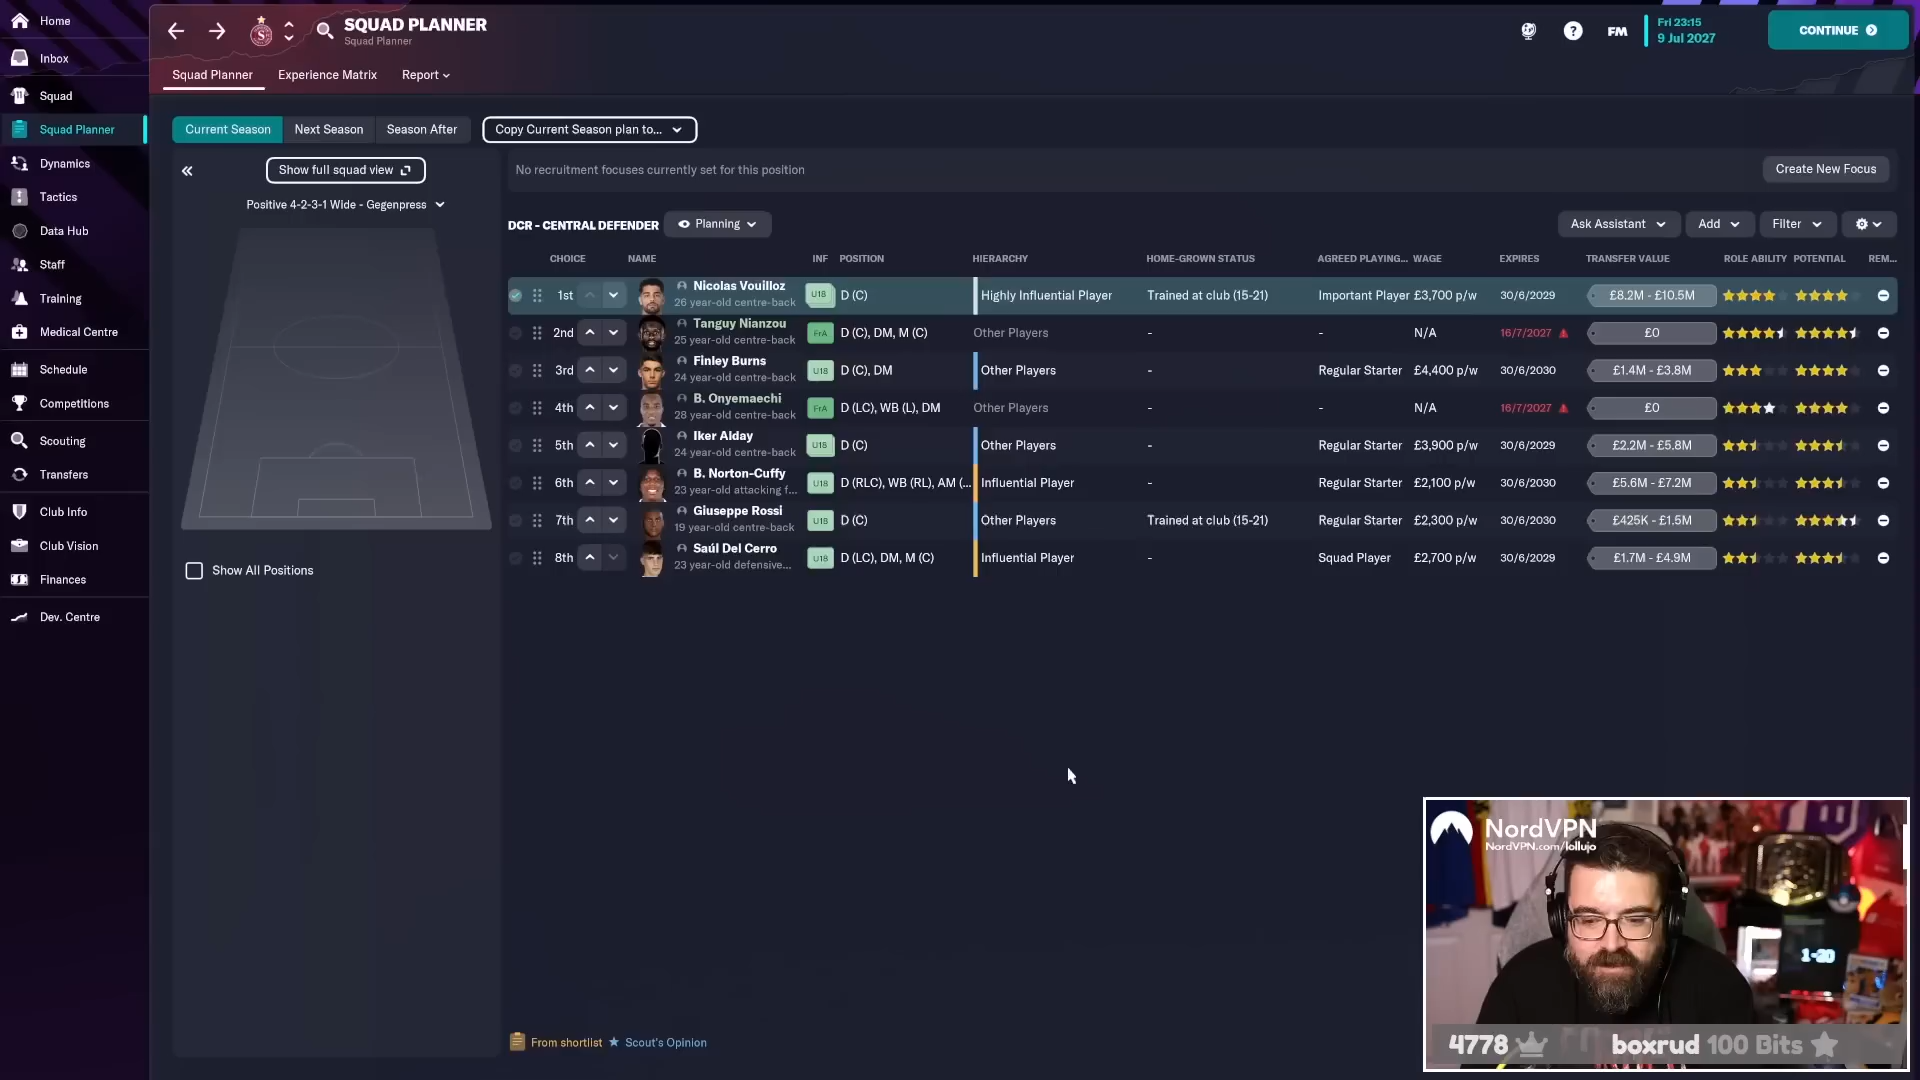 Home
Inbox
Squad
Squad Planner
Dynamics
Tactics
Data Hub
Staff
Training
Medical Centre
Schedule
Competitions
Scouting
Transfers
Club Info
Club Vision
Finances
Dev. Centre
SQUAD PLANNER
Squad Planner
FM
Fri 23:15
9 Jul 2027
CONTINUE
Squad Planner Experience Matrix Report
Current Season Next Season Season After Copy Current Season plan to...
Show full squad view
Positive 4-2-3-1 Wide - Gegenpress
Show All Positions
No recruitment focuses currently set for this position
Create New Focus
DCR - CENTRAL DEFENDER Planning Ask Assistant Add Filter
CHOICE NAME INF POSITION HIERARCHY HOME-GROWN STATUS AGREED PLAYING... WAGE EXPIRES TRANSFER VALUE ROLE ABILITY POTENTIAL REM...
1st Nicolas Vouilloz U18 D (C) Highly Influential Player Trained at club (15-21) Important Player £3,700 p/w 30/6/2029 £8.2M - £10.5M
26 year-old centre-back
2nd Tanguy Nianzou FrA D (C), DM, M (C) Other Players - - N/A 16/7/2027 £0
25 year-old centre-back
3rd Finley Burns U18 D (C), DM Other Players - Regular Starter £4,400 p/w 30/6/2030 £1.4M - £3.8M
24 year-old centre-back
4th B. Onyemaechi FrA D (LC), WB (L), DM Other Players - - N/A 16/7/2027 £0
28 year-old centre-back
5th Iker Alday U18 D (C) Other Players - Regular Starter £3,900 p/w 30/6/2029 £2.2M - £5.8M
24 year-old centre-back
6th B. Norton-Cuffy U18 D (RLC), WB (RL), AM (... Influential Player - Regular Starter £2,100 p/w 30/6/2030 £5.6M - £7.2M
23 year-old attacking f...
7th Giuseppe Rossi U18 D (C) Other Players Trained at club (15-21) Regular Starter £2,300 p/w 30/6/2030 £425K - £1.5M
19 year-old centre-back
8th Saúl Del Cerro U18 D (LC), DM, M (C) Influential Player - Squad Player £2,700 p/w 30/6/2029 £1.7M - £4.9M
23 year-old defensive...
From shortlist Scout's Opinion
NordVPN
NordVPN.com/lollujo
1-20
4778 boxrud 100 Bits